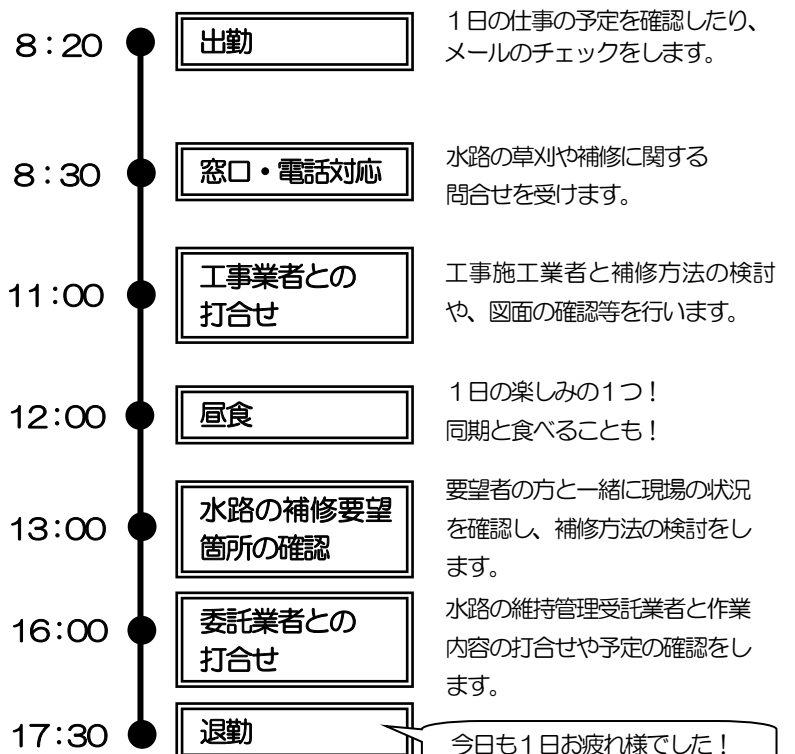 8：20
出勤
１日の仕事の予定を確認したり、
メールのチェックをします。
8：30
窓口・電話対応
水路の草刈や補修に関する
問合せを受けます。
11：00
工事業者との
打合せ
工事施工業者と補修方法の検討
や、図面の確認等を行います。
12：00
昼食
１日の楽しみの１つ！
同期と食べることも！
13：00
水路の補修要望
箇所の確認
要望者の方と一緒に現場の状況
を確認し、補修方法の検討をし
ます。
16：00
委託業者との
打合せ
水路の維持管理受託業者と作業
内容の打合せや予定の確認をし
ます。
17：30
退勤
今日も１日お疲れ様でした！